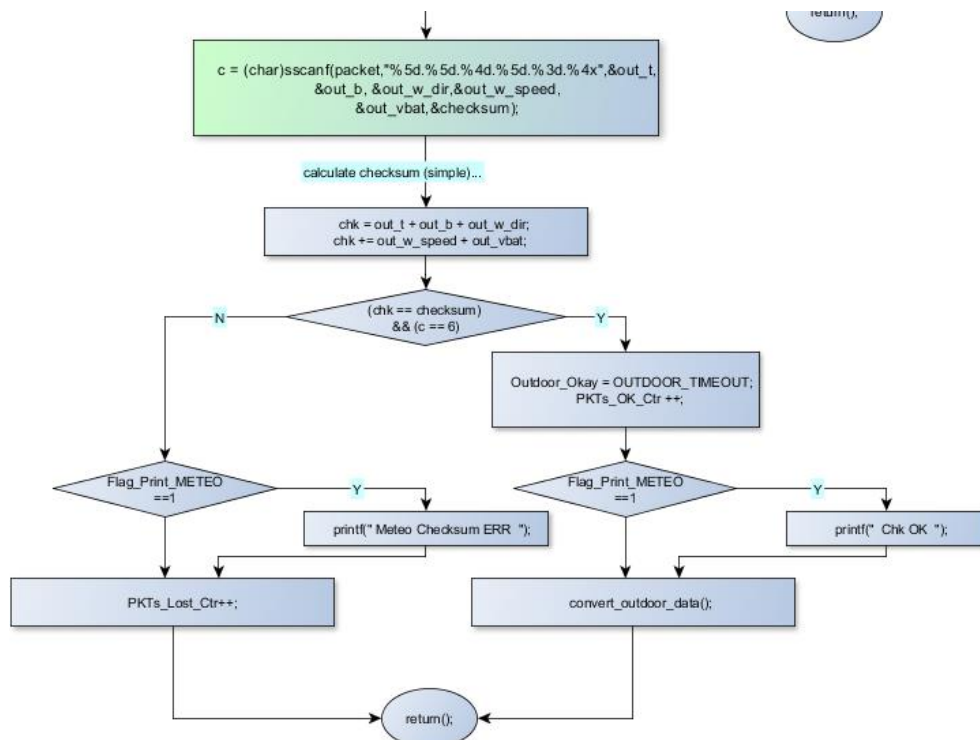 return();
c = (char)sscanf(packet,"%5d.%5d.%4d.%5d.%3d.%4x",&out_t,
&out_b, &out_w_dir,&out_w_speed,
&out_vbat,&checksum);
calculate checksum (simple)...
chk = out_t + out_b + out_w_dir;
chk += out_w_speed + out_vbat;
(chk == checksum)
&& (c == 6)
N
Y
Outdoor_Okay = OUTDOOR_TIMEOUT;
PKTs_OK_Ctr ++;
Flag_Print_METEO
==1
Y
printf(" Meteo Checksum ERR ");
Flag_Print_METEO
==1
Y
printf(" Chk OK ");
PKTs_Lost_Ctr++;
convert_outdoor_data();
return();